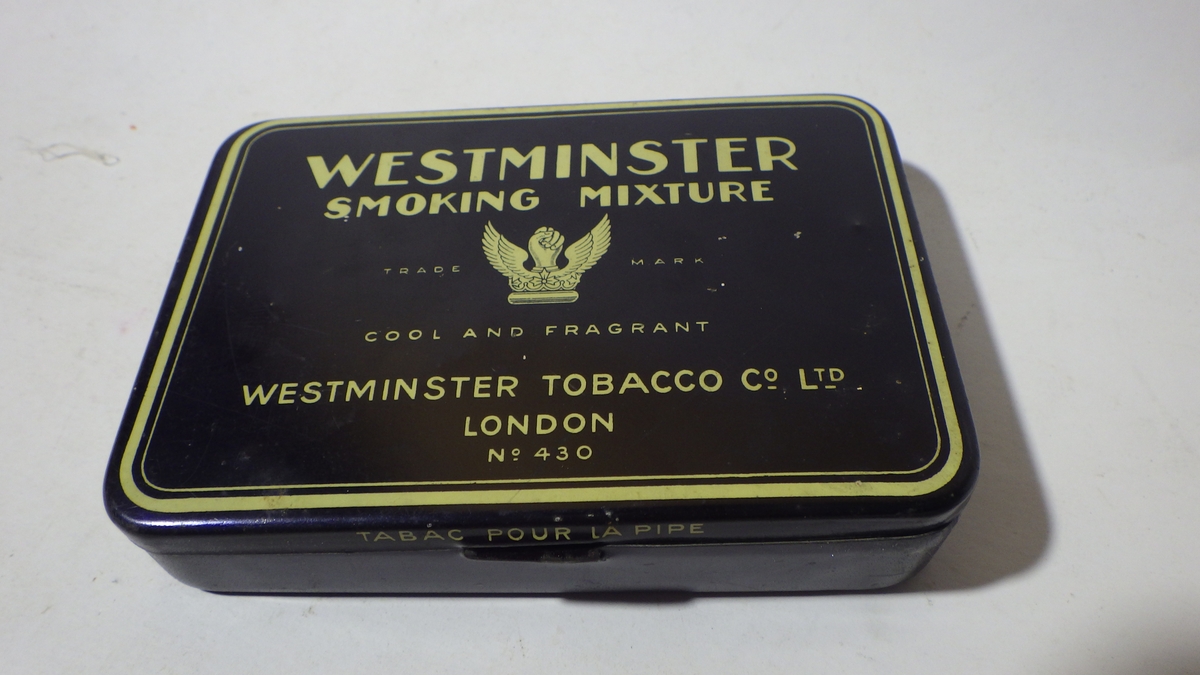 WESTMINSTER
SMOKING MIXTURE
TRADE MARK
COOL AND FRAGRANT
WESTMINSTER TOBACCO Cº LTD.
LONDON
Nº 430
TABAC POUR LA PIPE